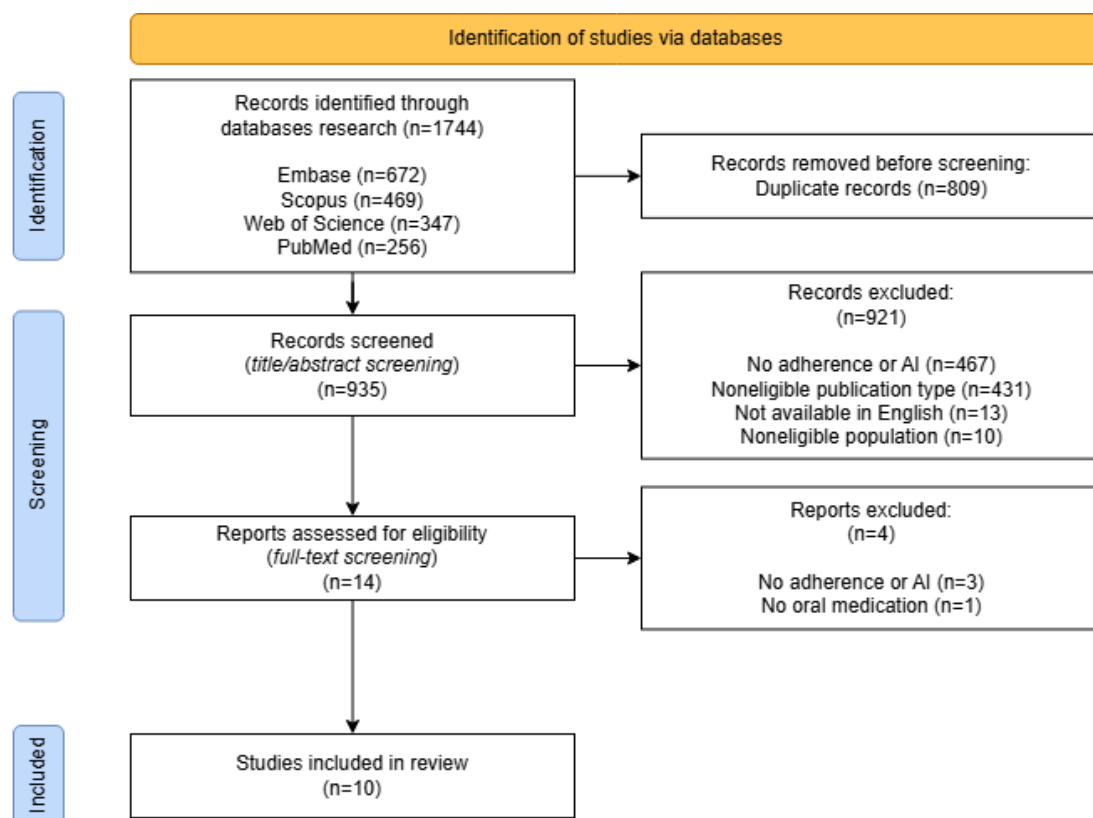 Identification of studies via databases
Identification
Records identified through
databases research (n=1744)
Embase (n=672)
Scopus (n=469)
Web of Science (n=347)
PubMed (n=256)
Records removed before screening:
Duplicate records (n=809)
Screening
Records screened
(title/abstract screening)
(n=935)
Records excluded:
(n=921)
No adherence or AI (n=467)
Noneligible publication type (n=431)
Not available in English (n=13)
Noneligible population (n=10)
Reports assessed for eligibility
(full-text screening)
(n=14)
Reports excluded:
(n=4)
No adherence or AI (n=3)
No oral medication (n=1)
Included
Studies included in review
(n=10)